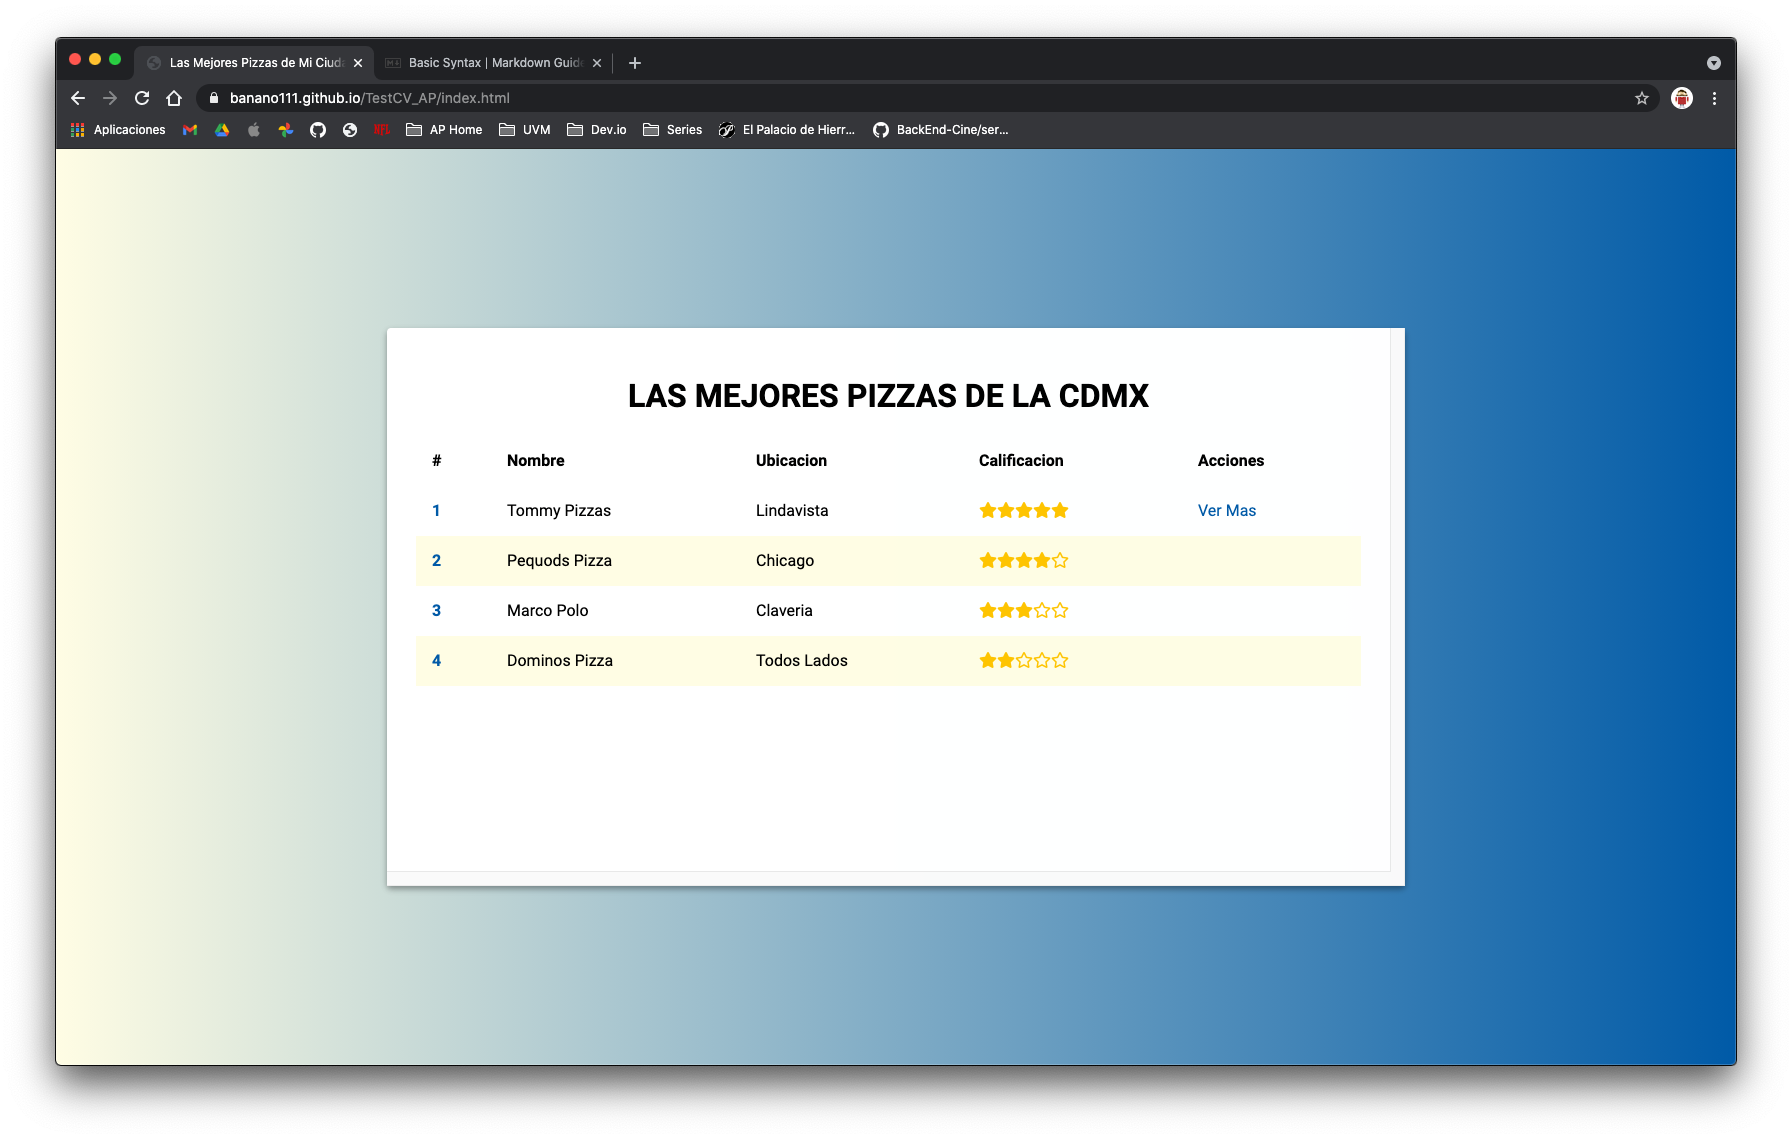 Las Mejores Pizzas de Mi Ciuda
Basic Syntax | Markdown Guide
banano111.github.io/TestCV_AP/index.html
Aplicaciones AP Home UVM Dev.io Series El Palacio de Hierr... BackEnd-Cine/ser...
LAS MEJORES PIZZAS DE LA CDMX
# Nombre Ubicacion Calificacion Acciones
1 Tommy Pizzas Lindavista Ver Mas
2 Pequods Pizza Chicago
3 Marco Polo Claveria
4 Dominos Pizza Todos Lados